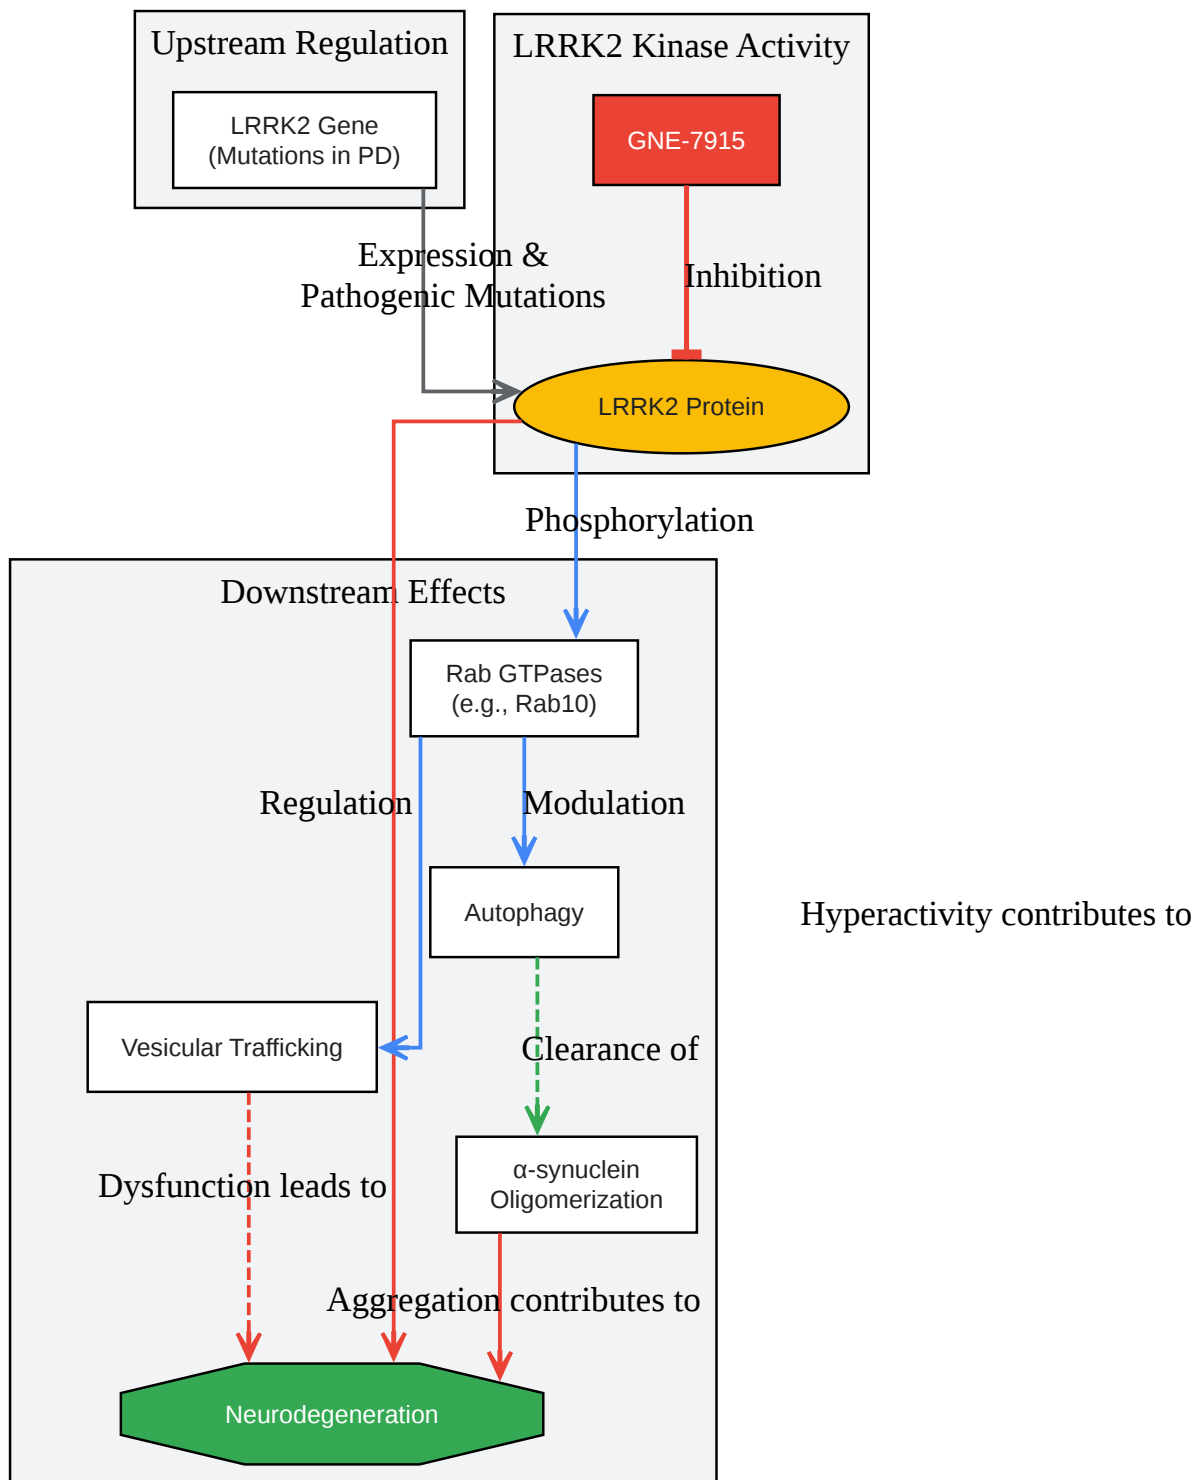 Upstream Regulation
LRRK2 Kinase Activity
LRRK2 Gene
(Mutations in PD)
GNE-7915
Expression &
Pathogenic Mutations
Inhibition
LRRK2 Protein
Phosphorylation
Downstream Effects
Rab GTPases
(e.g., Rab10)
Regulation
Modulation
Autophagy
Hyperactivity contributes to
Vesicular Trafficking
Clearance of
α-synuclein
Oligomerization
Dysfunction leads to
Aggregation contributes to
Neurodegeneration